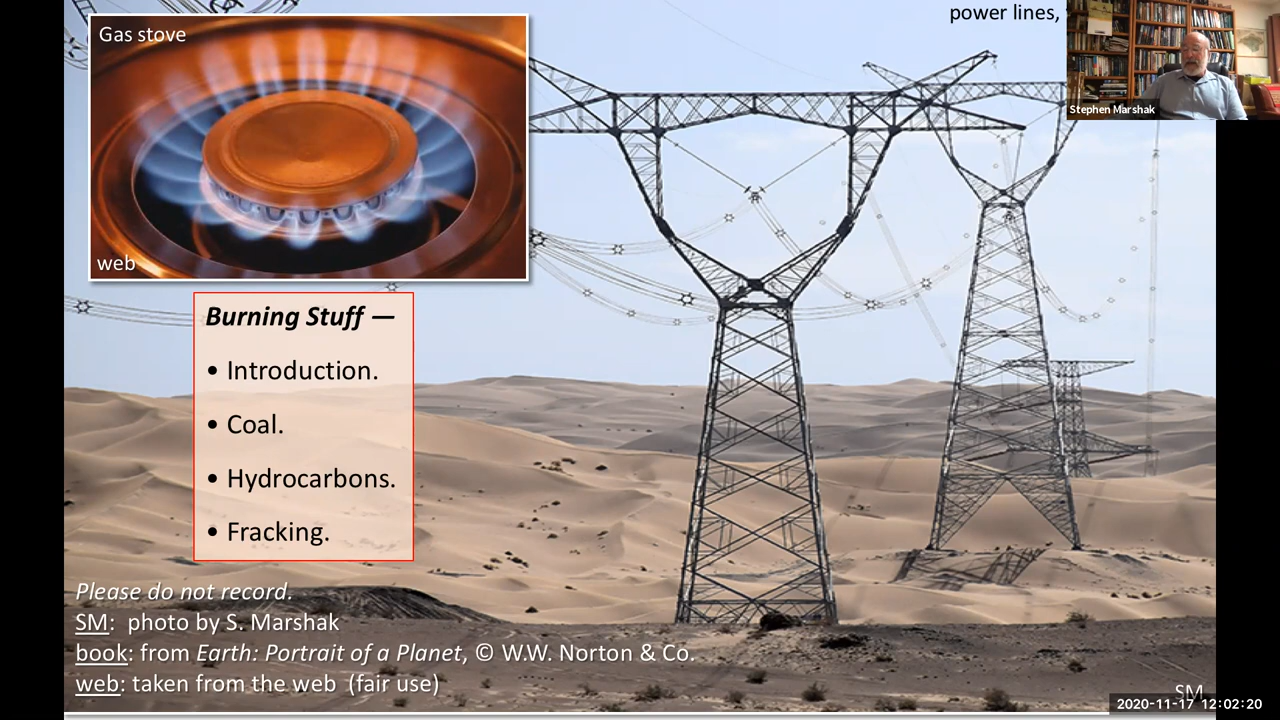 power lines,
Gas stove
Stephen Marshak
web
Burning Stuff —
• Introduction.
• Coal.
• Hydrocarbons.
• Fracking.
Please do not record.
SM: photo by S. Marshak
book: from Earth: Portrait of a Planet, © W.W. Norton & Co.
web: taken from the web (fair use)
SM
2020-11-17 12:02:20